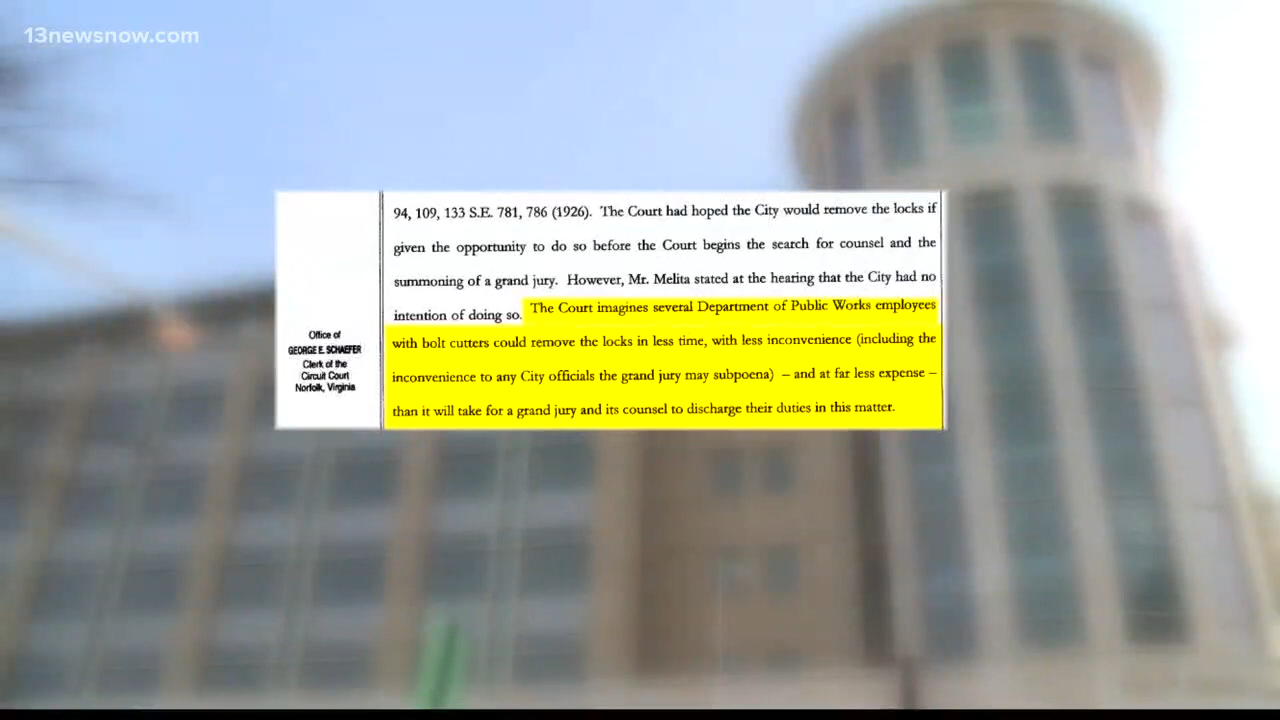 13newsnow.com
94, 109, 133 S.E. 781, 786 (1926). The Court had hoped the City would remove the locks if
given the opportunity to do so before the Court begins the search for counsel and the
summoning of a grand jury. However, Mr. Melita stated at the hearing that the City had no
intention of doing so. The Court imagines several Department of Public Works employees
with bolt cutters could remove the locks in less time, with less inconvenience (including the
inconvenience to any City officials the grand jury may subpoena) – and at far less expense –
than it will take for a grand jury and its counsel to discharge their duties in this matter.
Office of
GEORGE E. SCHAEFER
Clerk of the
Circuit Court
Norfolk, Virginia